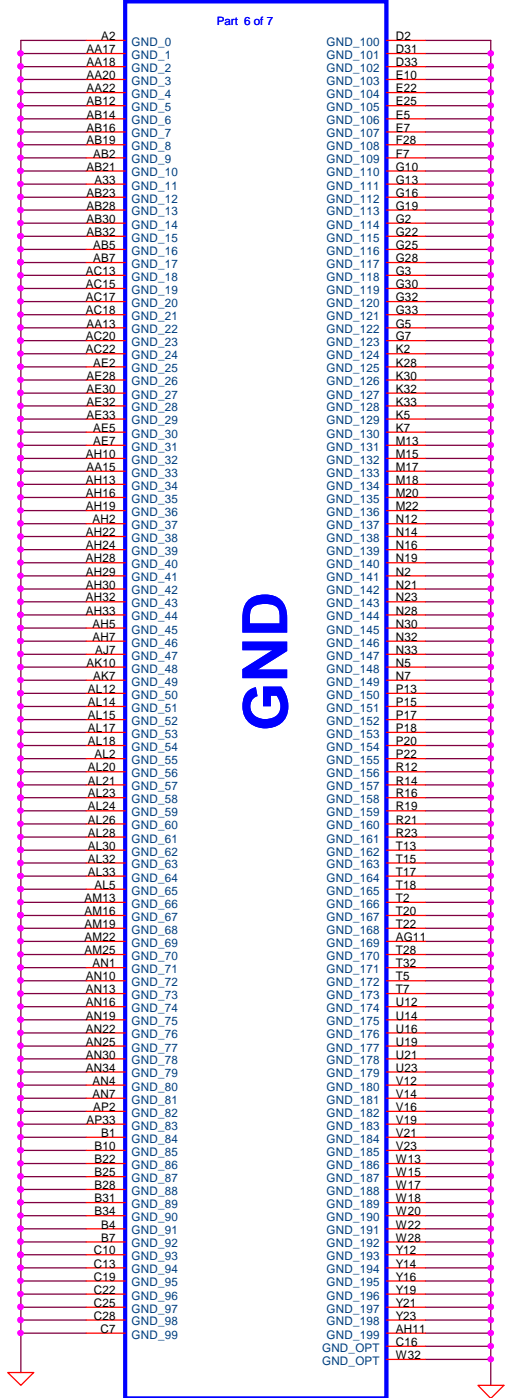 Part 6 of 7
A2 GND_0 GND_100 D2
AA17 GND_1 GND_101 D31
AA18 GND_2 GND_102 D33
AA20 GND_3 GND_103 E10
AA22 GND_4 GND_104 E22
AB12 GND_5 GND_105 E25
AB14 GND_6 GND_106 E5
AB16 GND_7 GND_107 E7
AB19 GND_8 GND_108 F28
AB2 GND_9 GND_109 F7
AB21 GND_10 GND_110 G10
A33 GND_11 GND_111 G13
AB23 GND_12 GND_112 G16
AB28 GND_13 GND_113 G19
AB30 GND_14 GND_114 G2
AB32 GND_15 GND_115 G22
AB5 GND_16 GND_116 G25
AB7 GND_17 GND_117 G28
AC13 GND_18 GND_118 G3
AC15 GND_19 GND_119 G30
AC17 GND_20 GND_120 G32
AC18 GND_21 GND_121 G33
AA13 GND_22 GND_122 G5
AC20 GND_23 GND_123 G7
AC22 GND_24 GND_124 K2
AE2 GND_25 GND_125 K28
AE28 GND_26 GND_126 K30
AE30 GND_27 GND_127 K32
AE32 GND_28 GND_128 K33
AE33 GND_29 GND_129 K5
AE5 GND_30 GND_130 K7
AE7 GND_31 GND_131 M13
AH10 GND_32 GND_132 M15
AA15 GND_33 GND_133 M17
AH13 GND_34 GND_134 M18
AH16 GND_35 GND_135 M20
AH19 GND_36 GND_136 M22
AH2 GND_37 GND_137 N12
AH22 GND_38 GND_138 N14
AH24 GND_39 GND_139 N16
AH28 GND_40 GND_140 N19
AH29 GND_41 GND_141 N2
AH30 GND_42 GND_142 N21
AH32 GND_43 GND_143 N23
AH33 GND_44 GND_144 N28
AH5 GND_45 GND_145 N30
AH7 GND_46 GND_146 N32
AJ7 GND_47 GND_147 N33
AK10 GND_48 GND_148 N5
AK7 GND_49 GND_149 N7
GND
AL12 GND_50 GND_150 P13
AL14 GND_51 GND_151 P15
AL15 GND_52 GND_152 P17
AL17 GND_53 GND_153 P18
AL18 GND_54 GND_154 P20
AL2 GND_55 GND_155 P22
AL20 GND_56 GND_156 R12
AL21 GND_57 GND_157 R14
AL23 GND_58 GND_158 R16
AL24 GND_59 GND_159 R19
AL26 GND_60 GND_160 R21
AL28 GND_61 GND_161 R23
AL30 GND_62 GND_162 T13
AL32 GND_63 GND_163 T15
AL33 GND_64 GND_164 T17
AL5 GND_65 GND_165 T18
AM13 GND_66 GND_166 T2
AM16 GND_67 GND_167 T20
AM19 GND_68 GND_168 T22
AM22 GND_69 GND_169 AG11
AM25 GND_70 GND_170 T28
AN1 GND_71 GND_171 T32
AN10 GND_72 GND_172 T5
AN13 GND_73 GND_173 T7
AN16 GND_74 GND_174 U12
AN19 GND_75 GND_175 U14
AN22 GND_76 GND_176 U16
AN25 GND_77 GND_177 U19
AN30 GND_78 GND_178 U21
AN34 GND_79 GND_179 U23
AN4 GND_80 GND_180 V12
AN7 GND_81 GND_181 V14
AP2 GND_82 GND_182 V16
AP33 GND_83 GND_183 V19
B1 GND_84 GND_184 V21
B10 GND_85 GND_185 V23
B22 GND_86 GND_186 W13
B25 GND_87 GND_187 W15
B28 GND_88 GND_188 W17
B31 GND_89 GND_189 W18
B34 GND_90 GND_190 W20
B4 GND_91 GND_191 W22
B7 GND_92 GND_192 W28
C10 GND_93 GND_193 Y12
C13 GND_94 GND_194 Y14
C19 GND_95 GND_195 Y16
C22 GND_96 GND_196 Y19
C25 GND_97 GND_197 Y21
C28 GND_98 GND_198 Y23
C7 GND_99 GND_199 AH11
GND_OPT C16
GND_OPT W32